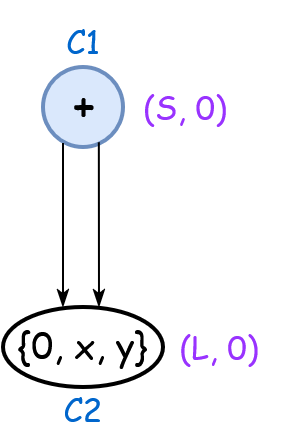 C1
+
(S, 0)
{0, x, y}
(L, 0)
C2